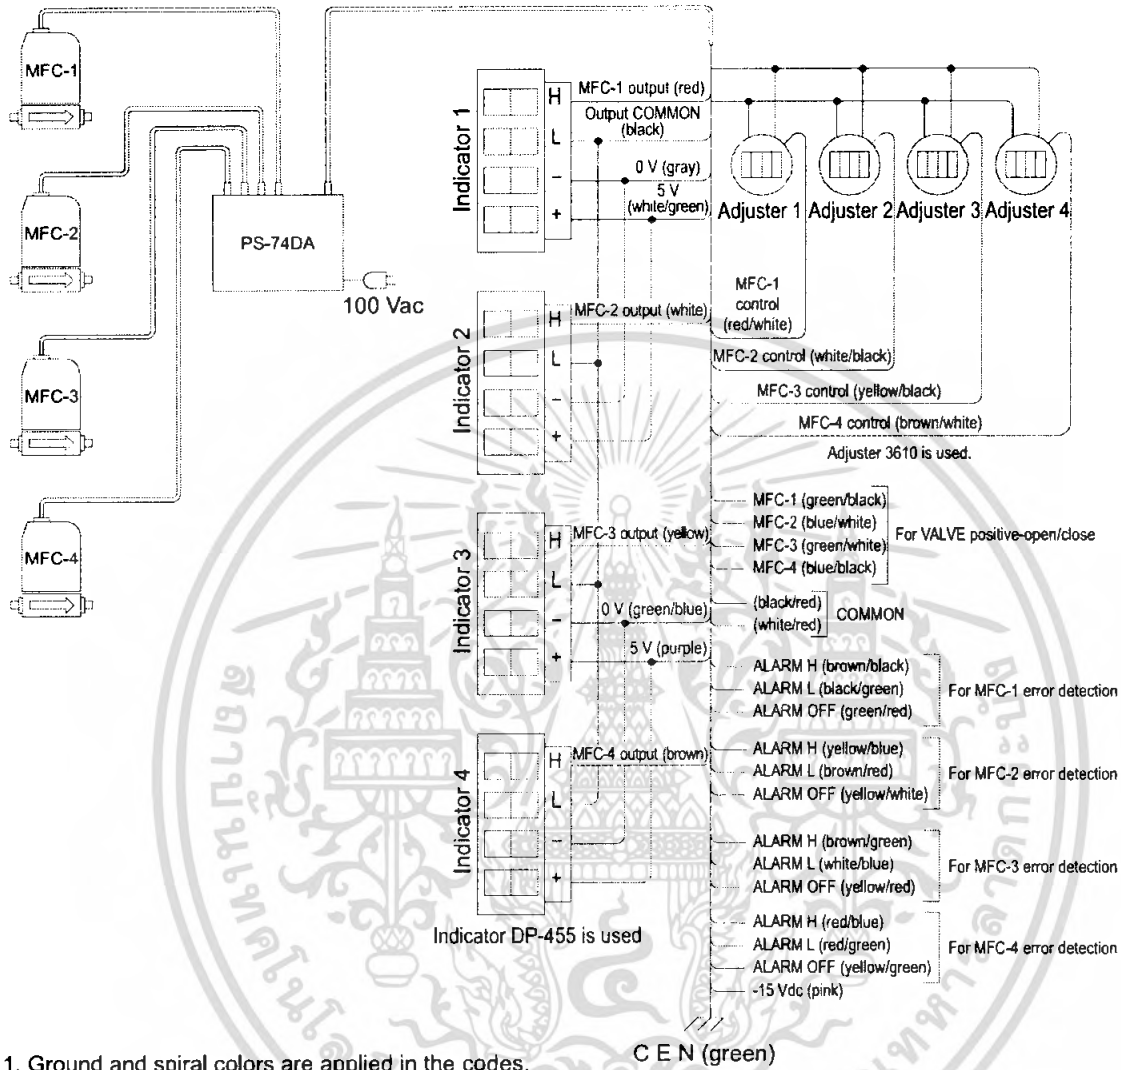 MFC-1
MFC-2
MFC-3
MFC-4
PS-74DA
100 Vac
Indicator 1
H
L
−
+
MFC-1 output (red)
Output COMMON
(black)
0 V (gray)
5 V
(white/green)
Adjuster 1
Adjuster 2
Adjuster 3
Adjuster 4
MFC-1
control
(red/white)
MFC-2 control (white/black)
MFC-3 control (yellow/black)
MFC-4 control (brown/white)
Adjuster 3610 is used.
Indicator 2
H
L
−
+
MFC-2 output (white)
MFC-1 (green/black)
MFC-2 (blue/white)
MFC-3 (green/white)
MFC-4 (blue/black)
For VALVE positive-open/close
(black/red)
(white/red)
COMMON
Indicator 3
H
L
−
+
MFC-3 output (yellow)
0 V (green/blue)
5 V (purple)
ALARM H (brown/black)
ALARM L (black/green)
ALARM OFF (green/red)
For MFC-1 error detection
ALARM H (yellow/blue)
ALARM L (brown/red)
ALARM OFF (yellow/white)
For MFC-2 error detection
Indicator 4
H
L
−
+
MFC-4 output (brown)
ALARM H (brown/green)
ALARM L (white/blue)
ALARM OFF (yellow/red)
For MFC-3 error detection
ALARM H (red/blue)
ALARM L (red/green)
ALARM OFF (yellow/green)
For MFC-4 error detection
-15 Vdc (pink)
Indicator DP-455 is used
C E N (green)
1. Ground and spiral colors are applied in the codes.